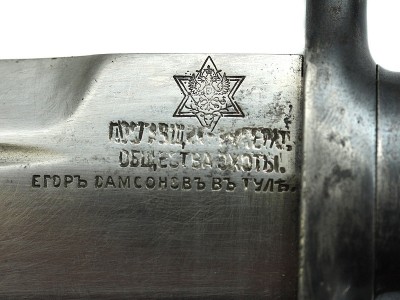 ПОСТАВЩИКЪ ИМПЕРАТ.
ОБЩЕСТВА ОХОТЫ.
ЕГОРЪ САМСОНОВЪ ВЪ ТУЛѢ.